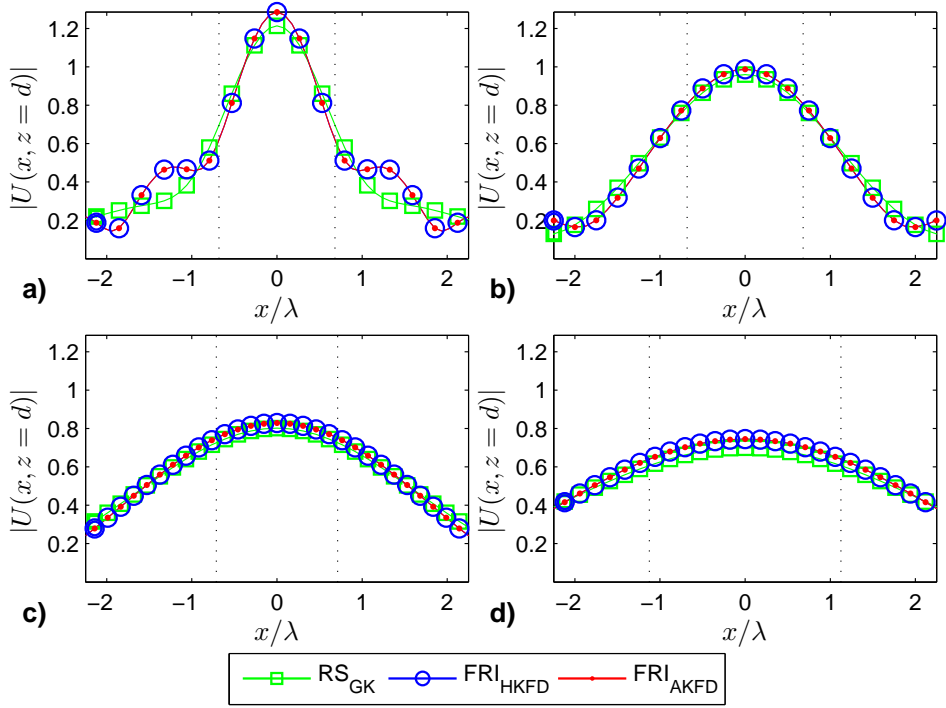 1.2
1
0.8
0.6
0.4
0.2
|U(x, z = d)|
−2 −1 0 1 2
a)
x/λ
1.2
1
0.8
0.6
0.4
0.2
|U(x, z = d)|
−2 −1 0 1 2
b)
x/λ
1.2
1
0.8
0.6
0.4
0.2
|U(x, z = d)|
−2 −1 0 1 2
c)
x/λ
1.2
1
0.8
0.6
0.4
0.2
|U(x, z = d)|
−2 −1 0 1 2
d)
x/λ
RS_GK FRI_HKFD FRI_AKFD